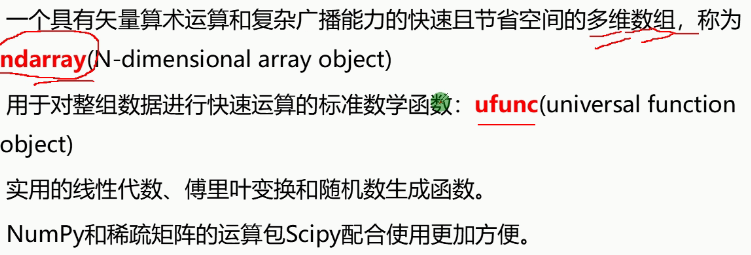 一个具有矢量算术运算和复杂广播能力的快速且节省空间的多维数组，称为
ndarray(N-dimensional array object)
用于对整组数据进行快速运算的标准数学函数：ufunc(universal function
object)
实用的线性代数、傅里叶变换和随机数生成函数。
NumPy和稀疏矩阵的运算包Scipy配合使用更加方便。